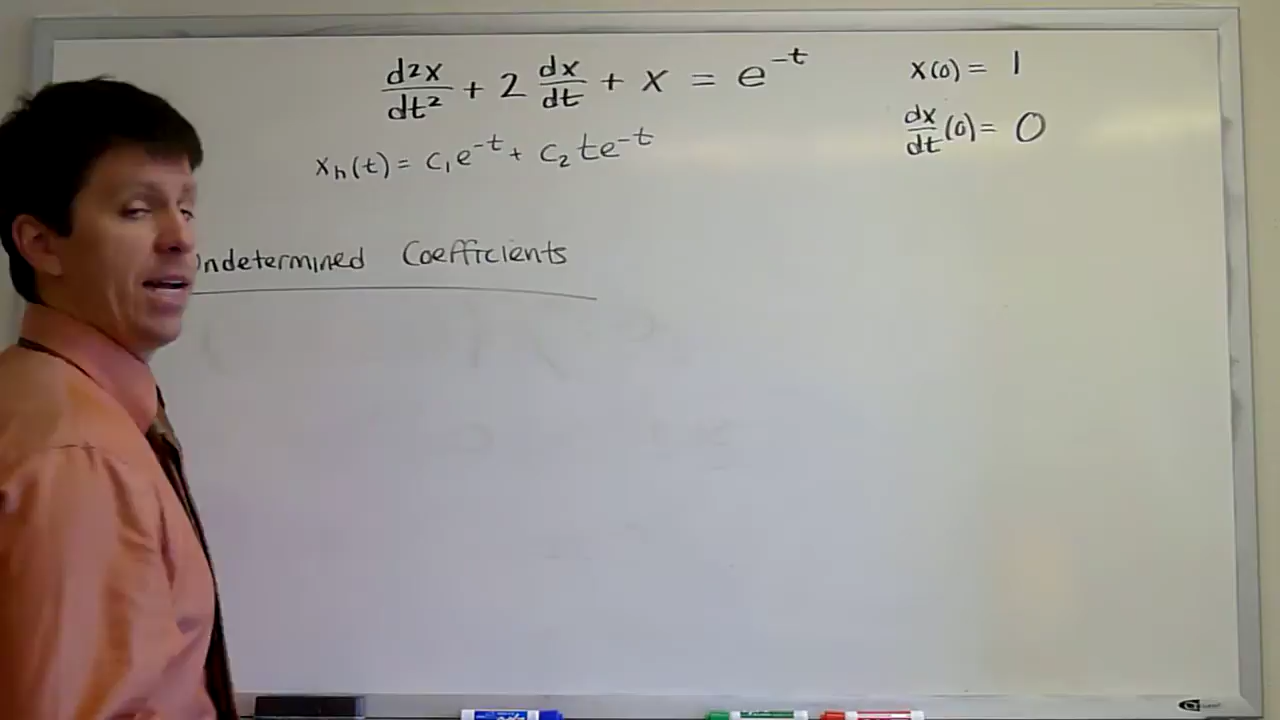 d²x/dt² + 2 dx/dt + x = e^-t
x(0) = 1
dx/dt (0) = 0
x_h(t) = c₁e^-t + c₂te^-t
ndetermined Coefficients